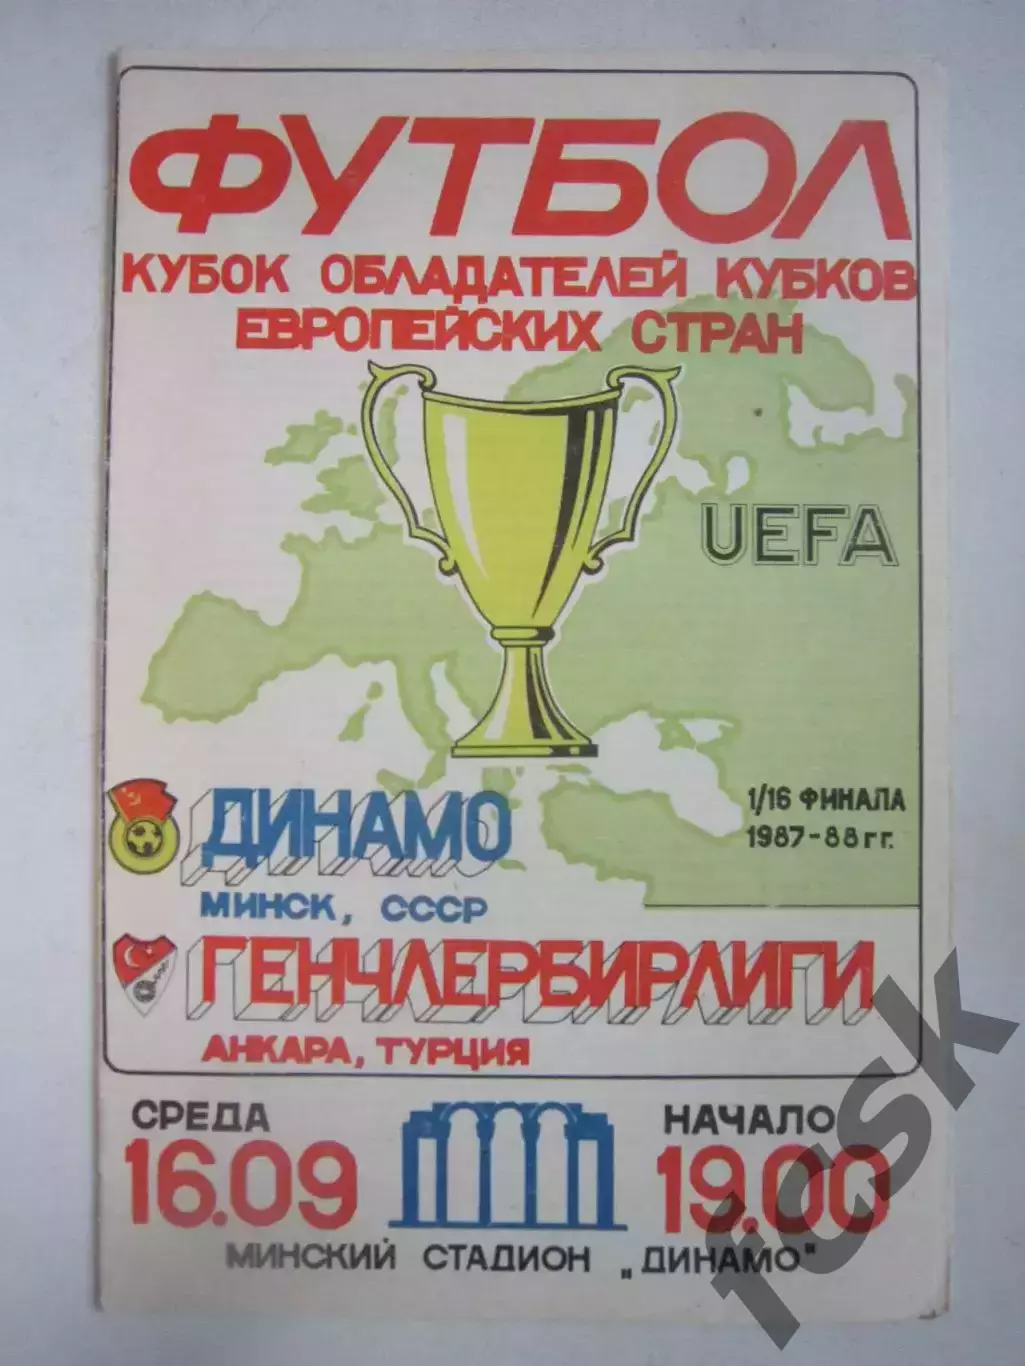 ФУТБОЛ
КУБОК ОБЛАДАТЕЛЕЙ КУБКОВ
ЕВРОПЕЙСКИХ СТРАН
UEFA
1/16 ФИНАЛА
1987-88 гг.
ДИНАМО
МИНСК, СССР
ГЕНЧЛЕРБИРЛИГИ
АНКАРА, ТУРЦИЯ
СРЕДА
16.09
НАЧАЛО
19.00
МИНСКИЙ СТАДИОН „ДИНАМО"
fcsk